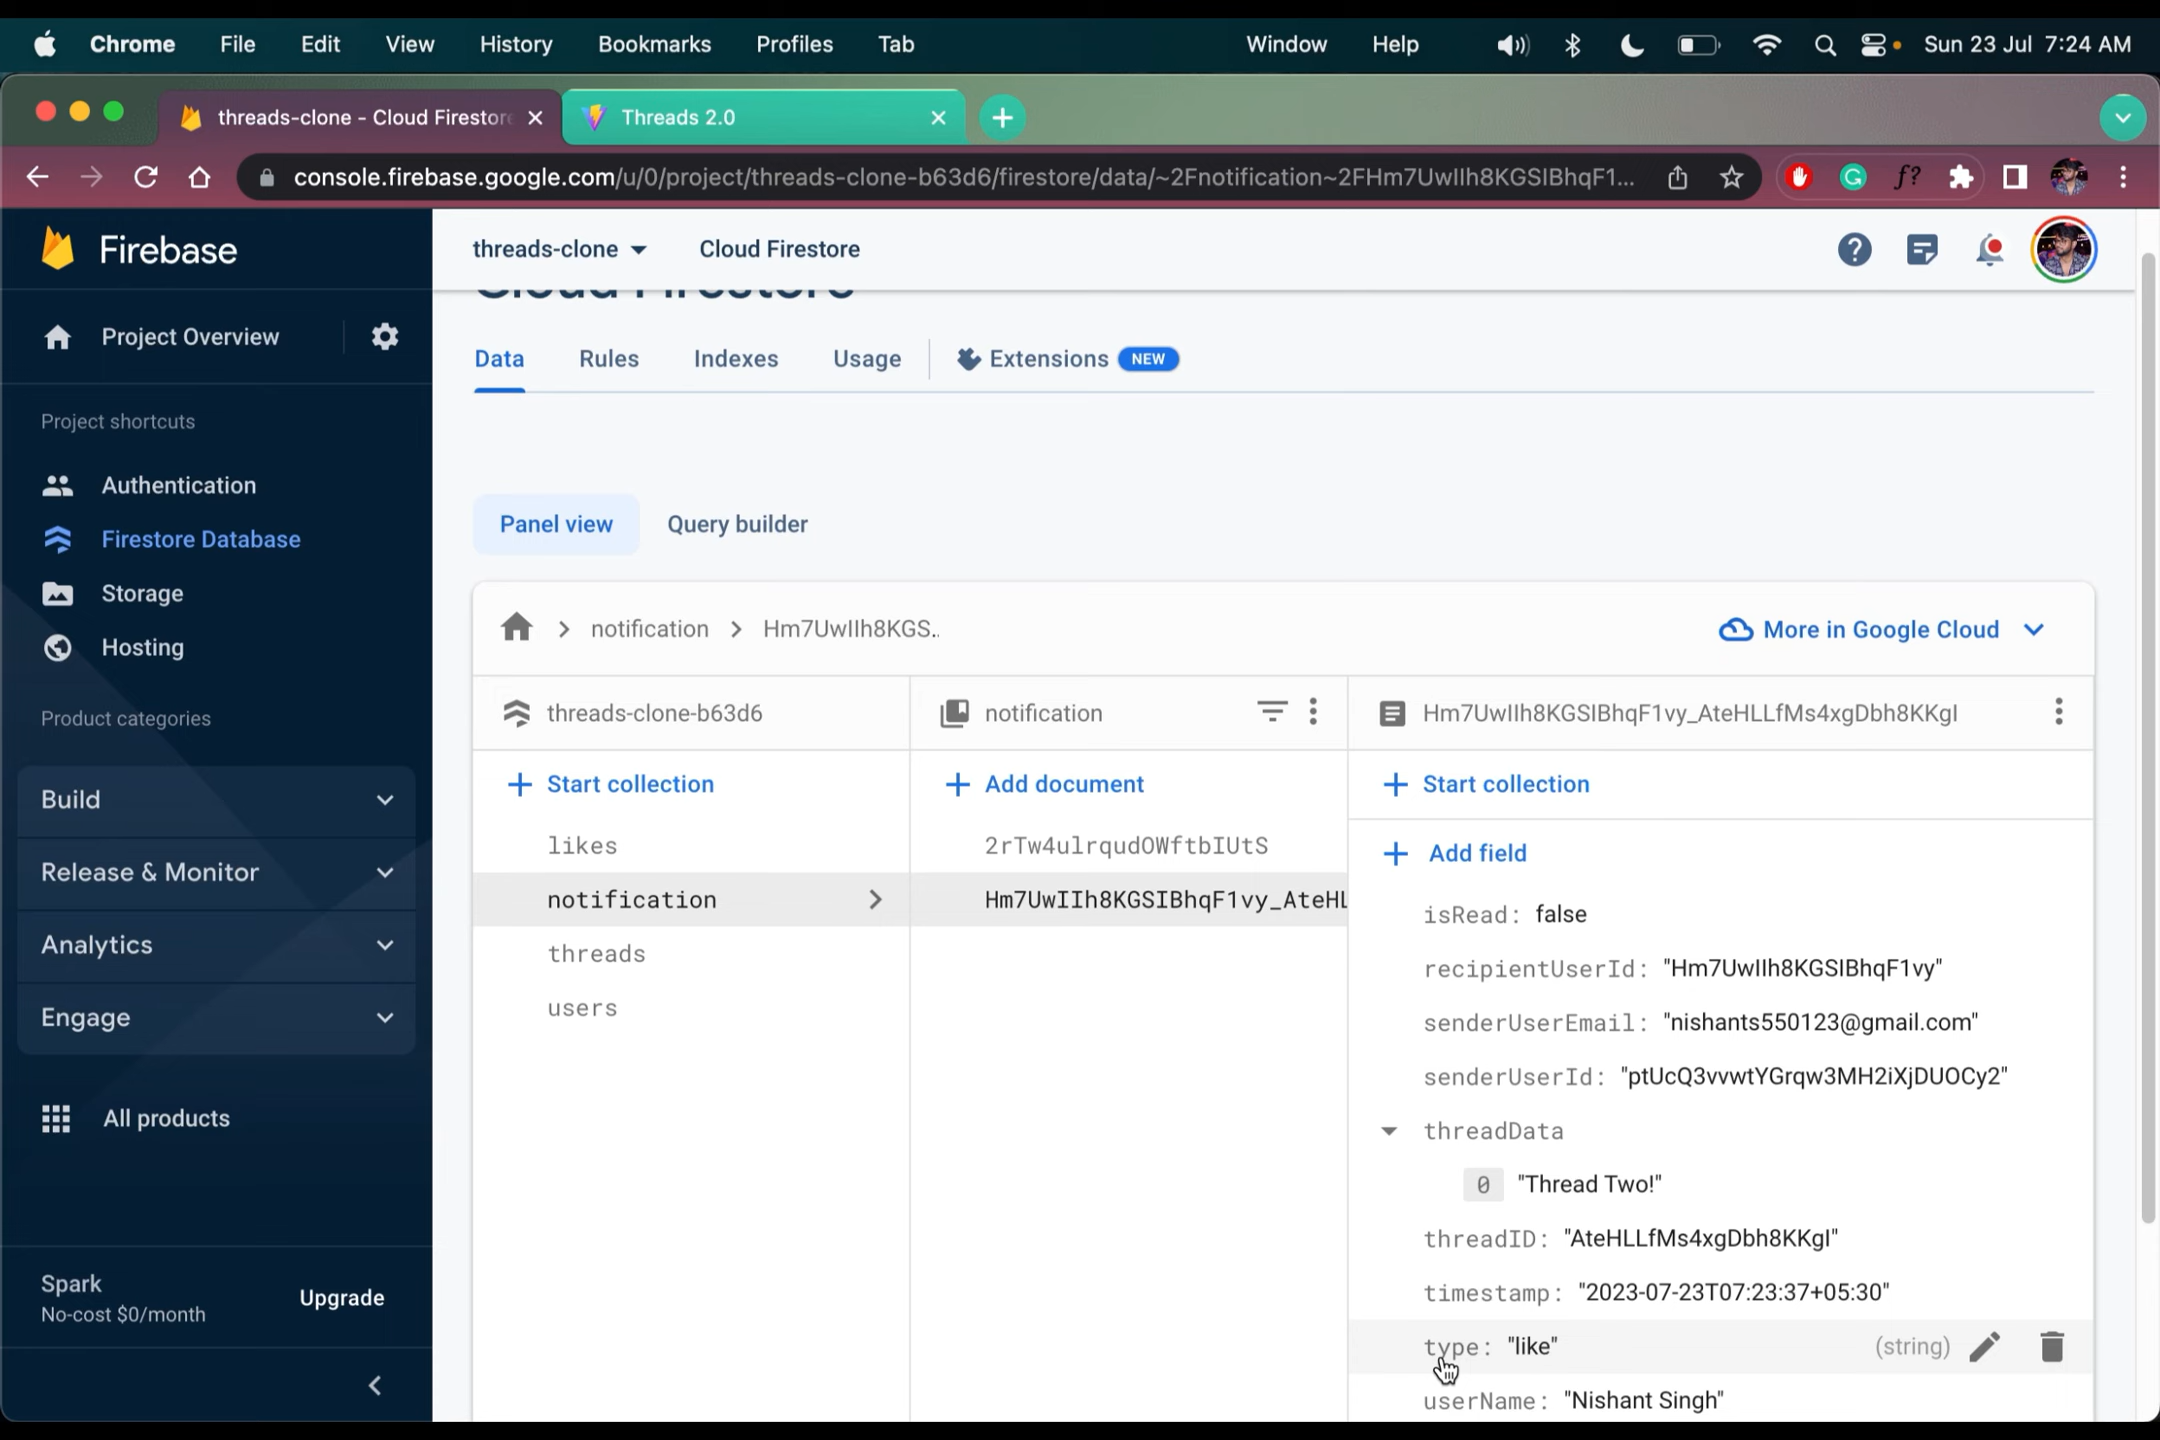 Chrome File Edit View History Bookmarks Profiles Tab Window Help Sun 23 Jul 7:24 AM
threads-clone - Cloud Firestore
Threads 2.0
console.firebase.google.com/u/0/project/threads-clone-b63d6/firestore/data/~2Fnotification~2FHm7UwIIh8KGSIBhqF1...
f?
Firebase
threads-clone
Cloud Firestore
Cloud Firestore
Project Overview
Data
Rules
Indexes
Usage
Extensions
NEW
Project shortcuts
Authentication
Firestore Database
Storage
Hosting
Product categories
Build
Release & Monitor
Analytics
Engage
All products
Spark
No-cost $0/month
Upgrade
Panel view
Query builder
notification
Hm7UwIIh8KGS..
More in Google Cloud
threads-clone-b63d6
Start collection
likes
notification
threads
users
notification
Add document
2rTw4ulrqudOWftbIUtS
Hm7UwIIh8KGSIBhqF1vy_AteHL
Hm7UwIIh8KGSIBhqF1vy_AteHLLfMs4xgDbh8KKgI
Start collection
Add field
isRead: false
recipientUserId: "Hm7UwIIh8KGSIBhqF1vy"
senderUserEmail: "nishants550123@gmail.com"
senderUserId: "ptUcQ3vvwtYGrqw3MH2iXjDUOCy2"
threadData
0 "Thread Two!"
threadID: "AteHLLfMs4xgDbh8KKgI"
timestamp: "2023-07-23T07:23:37+05:30"
type: "like" (string)
userName: "Nishant Singh"